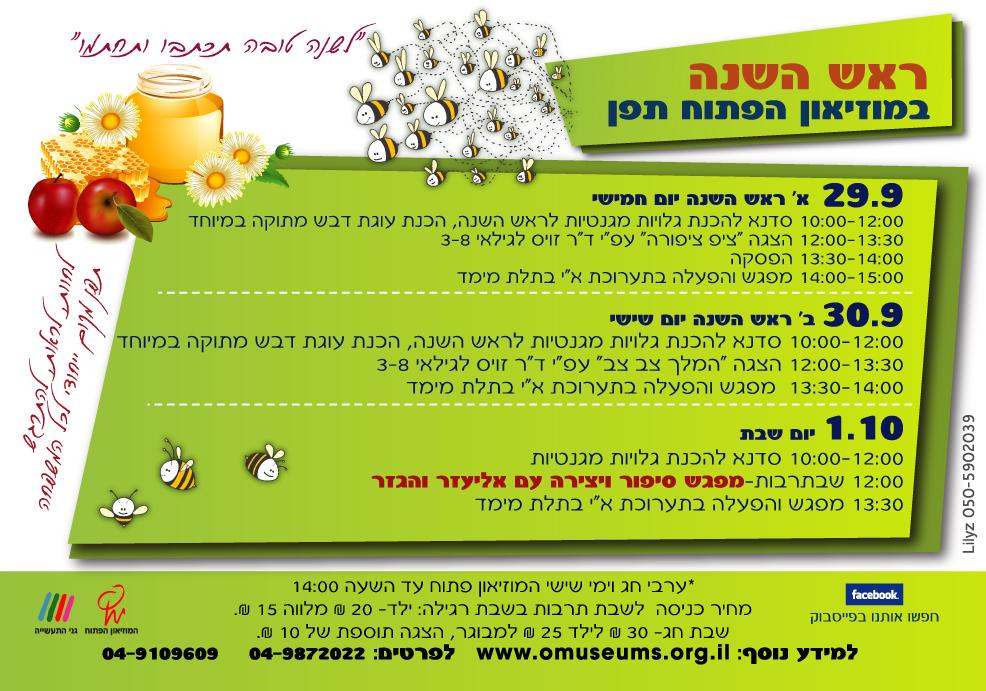 "לשנה טובה תכתבו ותחתמו"
ראש השנה
במוזיאון הפתוח תפן
29.9 א' ראש השנה יום חמישי
10:00-12:00 סדנא להכנת גלויות מגנטיות לראש השנה, הכנת עוגת דבש מתוקה במיוחד
12:00-13:30 הצגה "ציפ ציפורה" עפ"י ד"ר זויס לגילאי 3-8
13:30-14:00 הפסקה
14:00-15:00 מפגש והפעלה בתערוכת א"י בתלת מימד
30.9 ב' ראש השנה יום שישי
10:00-12:00 סדנא להכנת גלויות מגנטיות לראש השנה, הכנת עוגת דבש מתוקה במיוחד
12:00-13:30 הצגה "המלך צב צב" עפ"י ד"ר זויס לגילאי 3-8
13:30-14:00 מפגש והפעלה בתערוכת א"י בתלת מימד
1.10 יום שבת
10:00-12:00 סדנא להכנת גלויות מגנטיות
12:00 שבתרבות-מפגש סיפור ויצירה עם אליעזר והגזר
13:30 מפגש והפעלה בתערוכת א"י בתלת מימד
לחוות לראות להתרגש
תפן מקום ייחודי לכל המשפחה
Lilyz 050-5902039
*ערבי חג וימי שישי המוזיאון פתוח עד השעה 14:00
מחיר כניסה לשבת תרבות בשבת רגילה: ילד- 20 ₪ מלווה 15 ₪.
שבת חג- 30 ₪ לילד 25 ₪ למבוגר, הצגה תוספת של 10 ₪.
למידע נוסף: www.omuseums.org.il לפרטים: 04-9872022 04-9109609
facebook.
חפשו אותנו בפייסבוק
המוזיאון הפתוח
גני התעשייה